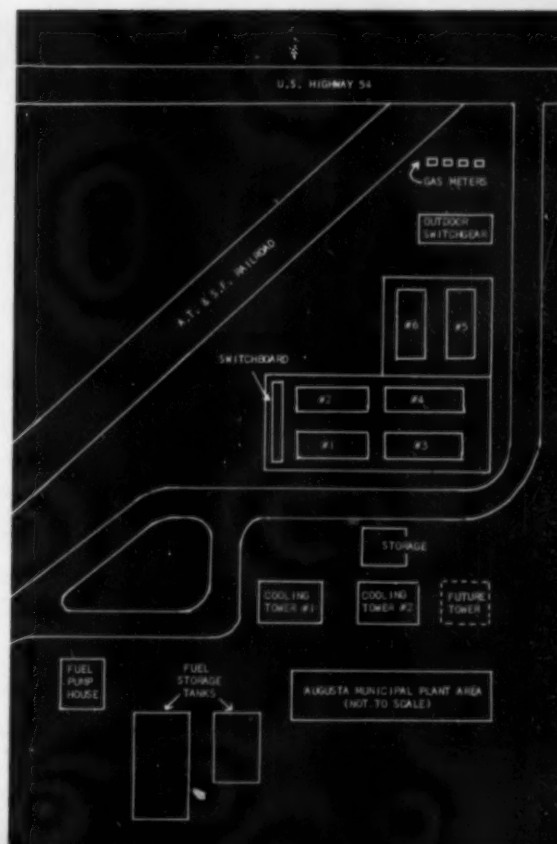 U.S. HIGHWAY 54
GAS METERS
OUTDOOR
SWITCHGEAR
A.T. & S.F. RAILROAD
#6
#5
SWITCHBOARD
#2
#4
#1
#3
STORAGE
COOLING
TOWER #1
COOLING
TOWER #2
FUTURE
TOWER
FUEL
PUMP
HOUSE
FUEL
STORAGE
TANKS
AUGUSTA MUNICIPAL PLANT AREA
(NOT TO SCALE)